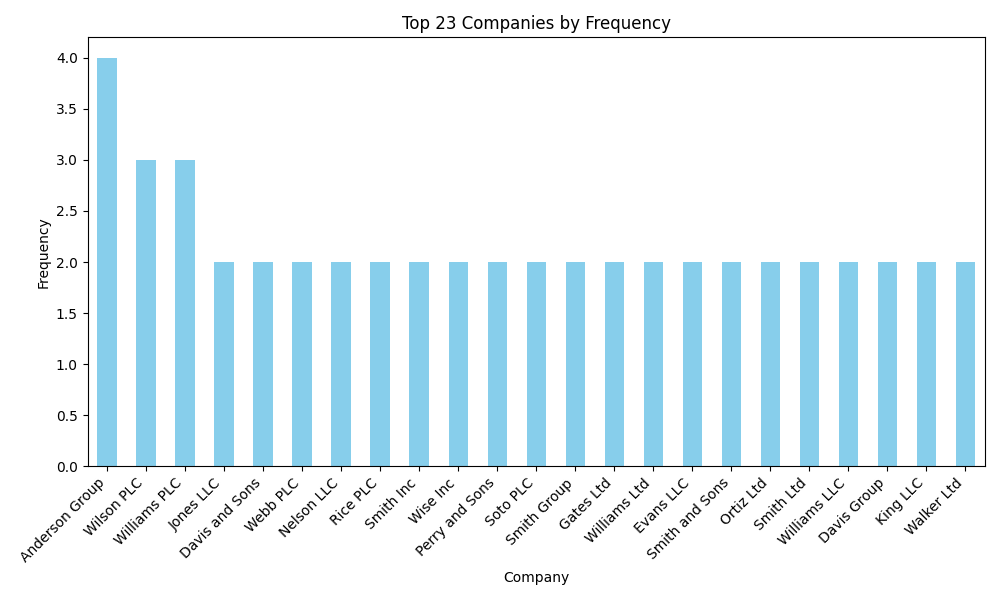 Top 23 Companies by Frequency
Frequency
4.0
3.5
3.0
2.5
2.0
1.5
1.0
0.5
0.0
Anderson Group
Wilson PLC
Williams PLC
Jones LLC
Davis and Sons
Webb PLC
Nelson LLC
Rice PLC
Smith Inc
Wise Inc
Perry and Sons
Soto PLC
Smith Group
Gates Ltd
Williams Ltd
Evans LLC
Smith and Sons
Ortiz Ltd
Smith Ltd
Williams LLC
Davis Group
King LLC
Walker Ltd
Company